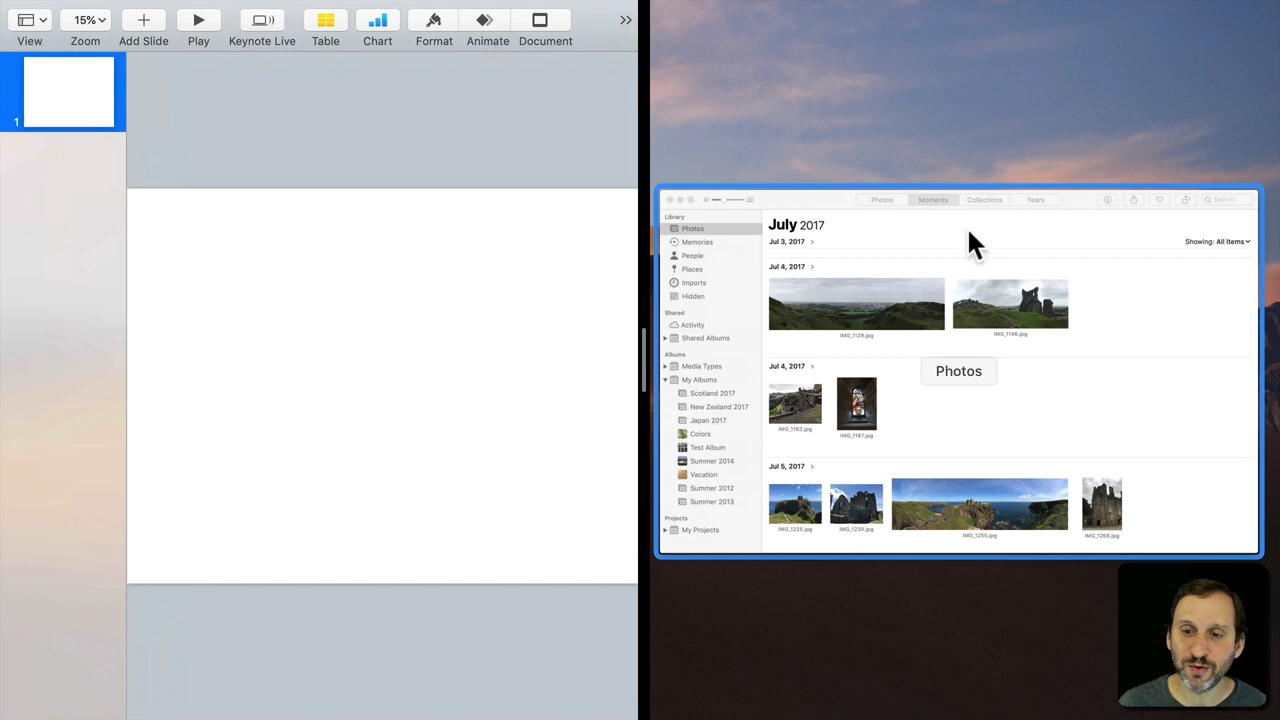 15%
View
Zoom
Add Slide
Play
Keynote Live
Table
Chart
Format
Animate
Document
1
Photos
Moments
Collections
Years
Search
Library
Photos
Memories
People
Places
Imports
Hidden
Shared
Activity
Shared Albums
Albums
Media Types
My Albums
Scotland 2017
New Zealand 2017
Japan 2017
Colors
Test Album
Summer 2014
Vacation
Summer 2012
Summer 2013
Projects
My Projects
July 2017
Jul 3, 2017
Showing: All Items
Jul 4, 2017
IMG_1129.jpg
IMG_1146.jpg
Jul 4, 2017
Photos
IMG_1163.jpg
IMG_1187.jpg
Jul 5, 2017
IMG_1225.jpg
IMG_1230.jpg
IMG_1255.jpg
IMG_1266.jpg